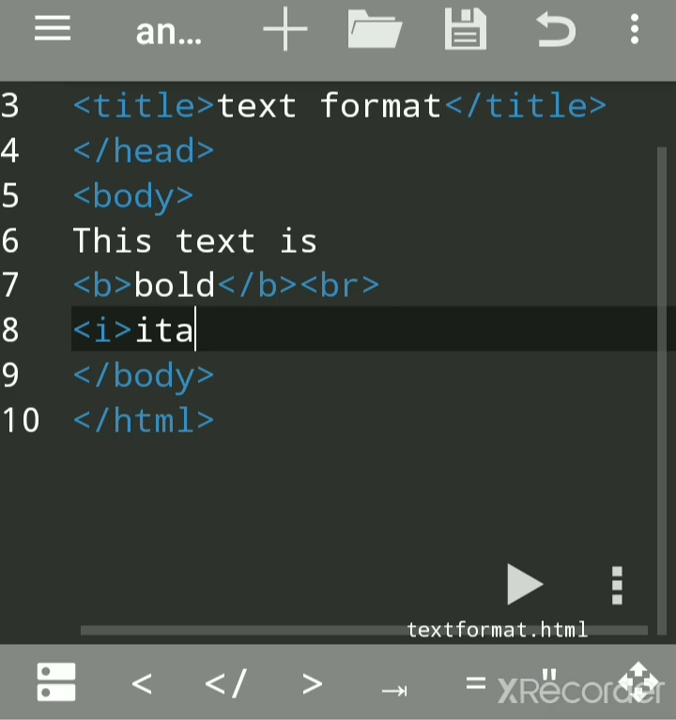 an...
3 <title>text format</title>
4 </head>
5 <body>
6 This text is
7 <b>bold</b><br>
8 <i>ita
9 </body>
10 </html>
textformat.html
< </ > = "
XRecorder